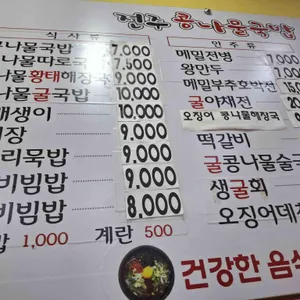 전주 콩나물국밥
식사류
나물국밥 7,000
나물따로국 7,500
나물황태해장국 9,000
나물굴국밥 10,000
매생이 10,000
장 9,000
리묵밥 9,000
비빔밥 9,000
비빔밥 8,000
밥 1,000 계란 500
안주류
메밀전병 7,000
왕만두 7,000
메밀부추호박전 15,0
굴야채전
오징어 콩나물해장국
떡갈비
굴콩나물술국
생굴회
오징어데
건강한 음식